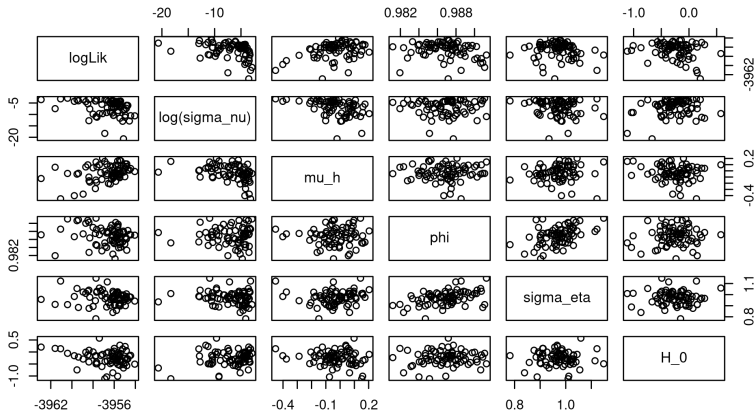 -20 -10 0.982 0.988 -1.0 0.0
logLik
-3962
-5
-20
log(sigma_nu)
mu_h
0.2
-0.4
0.982
phi
sigma_eta
1.1
0.8
0.5
-1.0
H_0
-3962 -3956 -0.4 -0.1 0.2 0.8 1.0